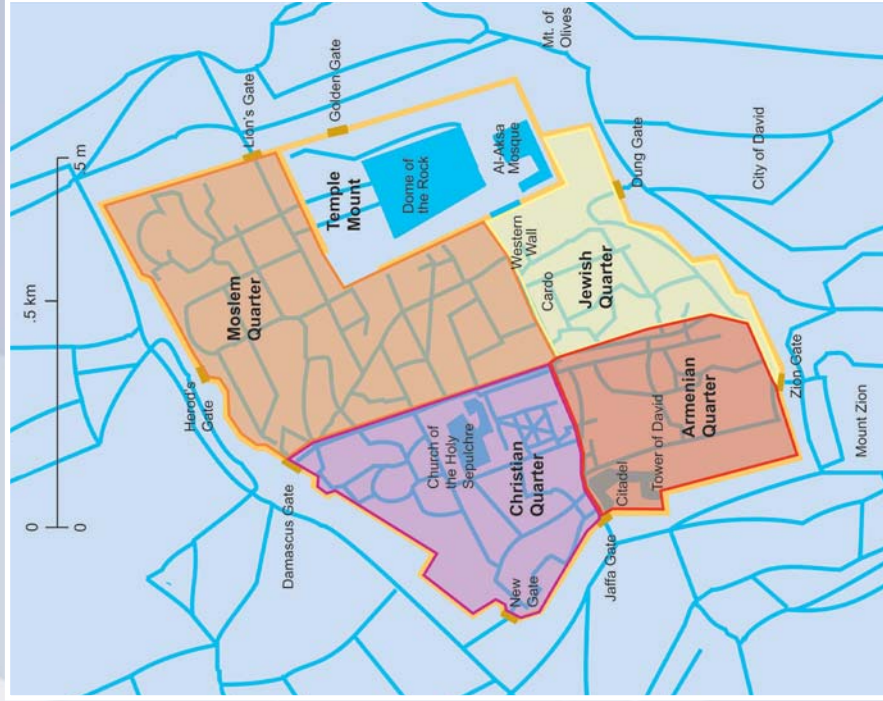 0
.5 km
0
.5 m
Mt. of
Olives
Golden Gate
Lion's Gate
Temple
Mount
Dome of
the Rock
Al-Aksa
Mosque
Moslem
Quarter
Herod's
Gate
Damascus Gate
Church of
the Holy
Sepulchre
Christian
Quarter
New
Gate
Jaffa Gate
Western
Wall
Cardo
Jewish
Quarter
Dung Gate
City of David
Citadel
Tower of David
Armenian
Quarter
Zion Gate
Mount Zion